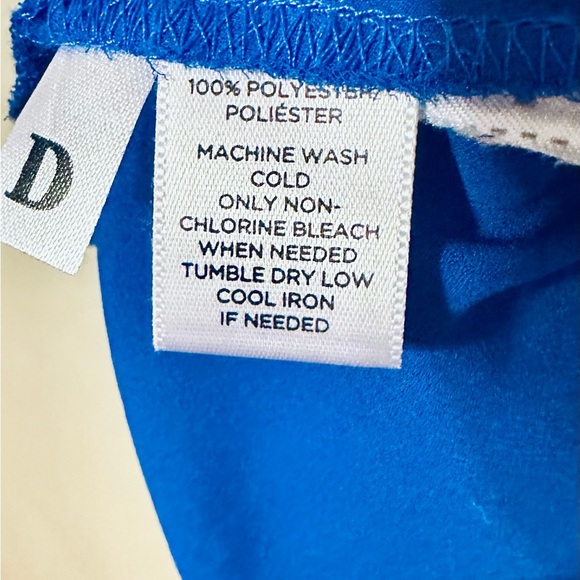 D
100% POLYESTER/
POLIÉSTER
MACHINE WASH
COLD
ONLY NON-
CHLORINE BLEACH
WHEN NEEDED
TUMBLE DRY LOW
COOL IRON
IF NEEDED